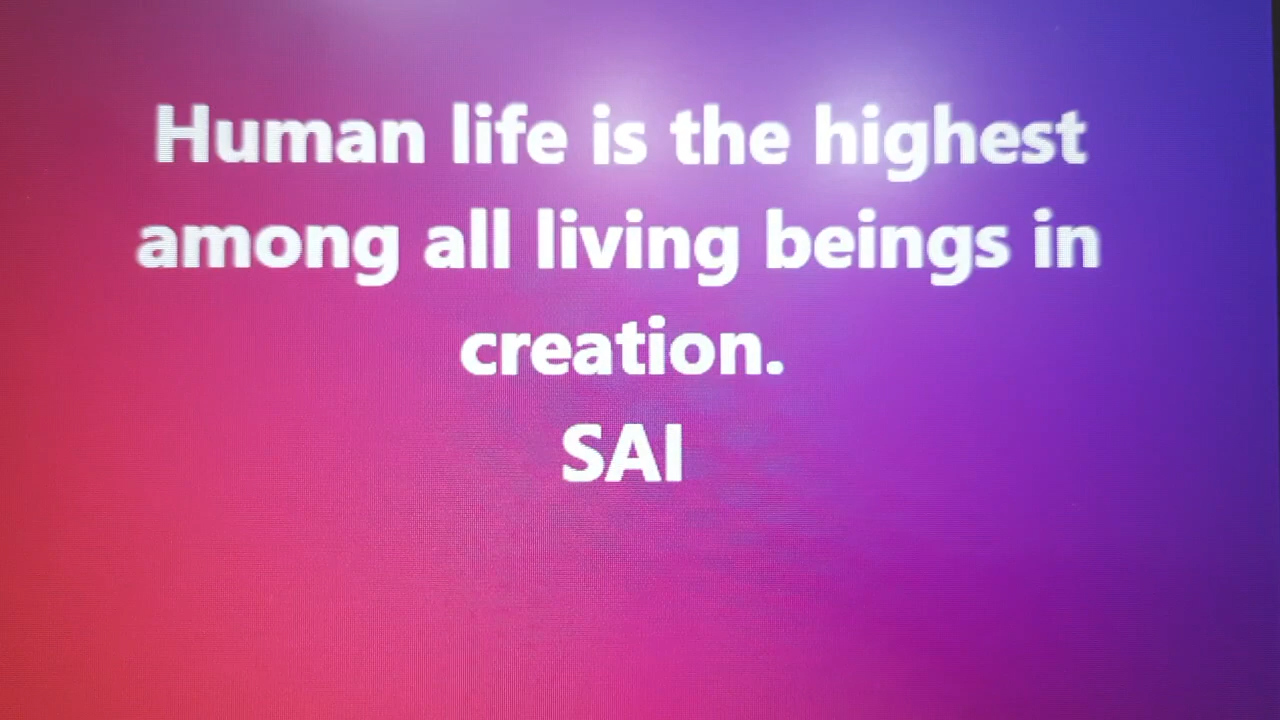 Human life is the highest
among all living beings in
creation.
SAI